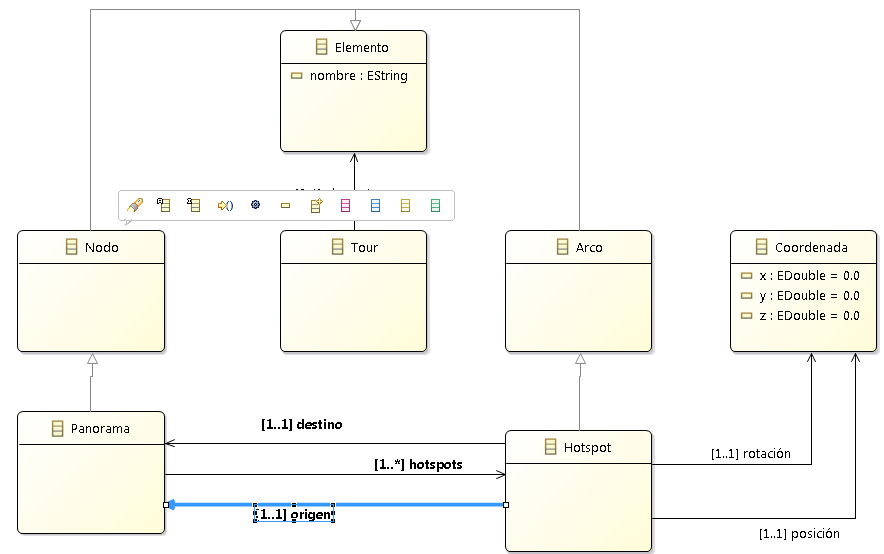 Elemento
nombre : EString
Nodo
Tour
Arco
Coordenada
x : EDouble = 0.0
y : EDouble = 0.0
z : EDouble = 0.0
Panorama
[1..1] destino
[1..*] hotspots
[1..1] origen
Hotspot
[1..1] rotación
[1..1] posición